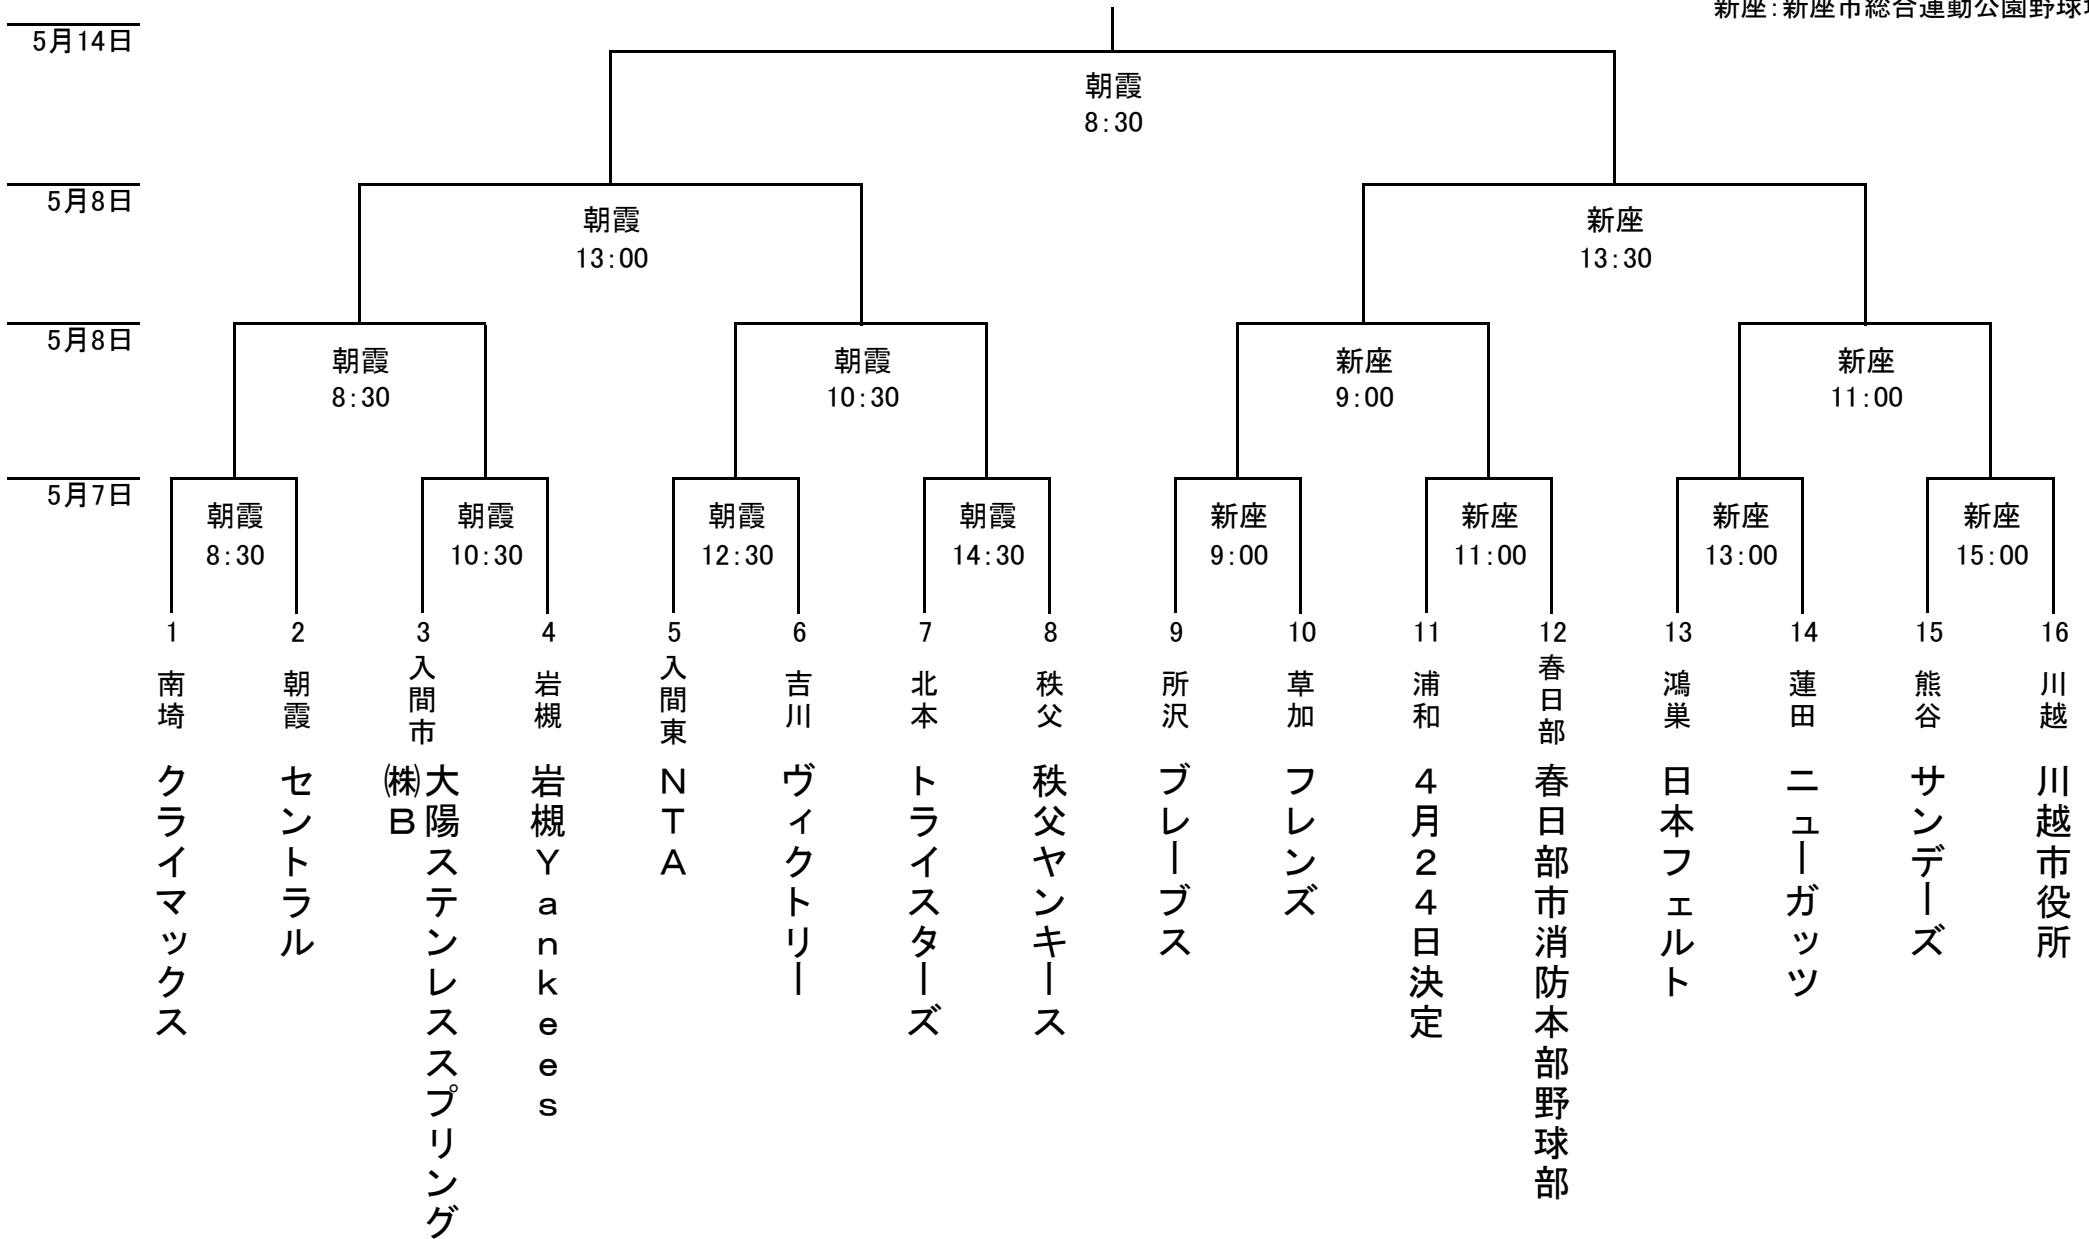 新座：新座市総合運動公園野球場
5月14日
朝霞
8：30
5月8日
朝霞
13：00
新座
13：30
5月8日
朝霞
8：30
朝霞
10：30
新座
9：00
新座
11：00
5月7日
朝霞
8：30
朝霞
10：30
朝霞
12：30
朝霞
14：30
新座
9：00
新座
11：00
新座
13：00
新座
15：00
1
南埼
クライマックス
2
朝霞
セントラル
3
入間市
大陽ステンレススプリング
㈱B
4
岩槻
岩槻Yankees
5
入間東
NTA
6
吉川
ヴィクトリー
7
北本
トライスターズ
8
秩父
秩父ヤンキース
9
所沢
ブレーブス
10
草加
フレンズ
11
浦和
4月24日決定
12
春日部
春日部市消防本部野球部
13
鴻巣
日本フェルト
14
蓮田
ニューガッツ
15
熊谷
サンデーズ
16
川越
川越市役所